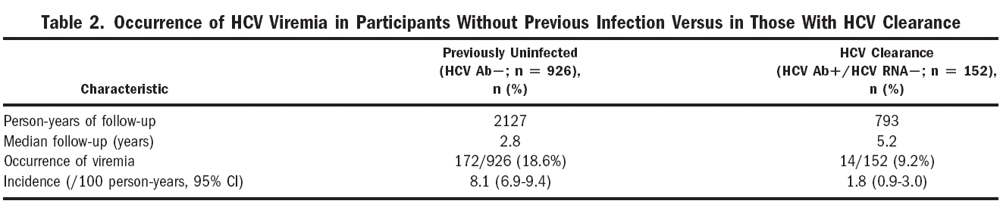 Table 2. Occurrence of HCV Viremia in Participants Without Previous Infection Versus in Those With HCV Clearance
Previously Uninfected HCV Clearance
(HCV Ab−; n = 926), (HCV Ab+/HCV RNA−; n = 152),
Characteristic n (%) n (%)
Person-years of follow-up 2127 793
Median follow-up (years) 2.8 5.2
Occurrence of viremia 172/926 (18.6%) 14/152 (9.2%)
Incidence (/100 person-years, 95% CI) 8.1 (6.9-9.4) 1.8 (0.9-3.0)